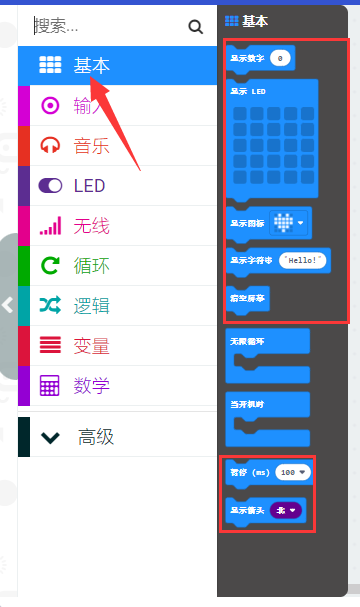 搜索...
基本
输入
音乐
LED
无线
循环
逻辑
变量
数学
高级
基本
显示数字 0
显示 LED
显示图标
显示字符串 "Hello!"
清空屏幕
无限循环
当开机时
暂停 (ms) 100
显示箭头 北